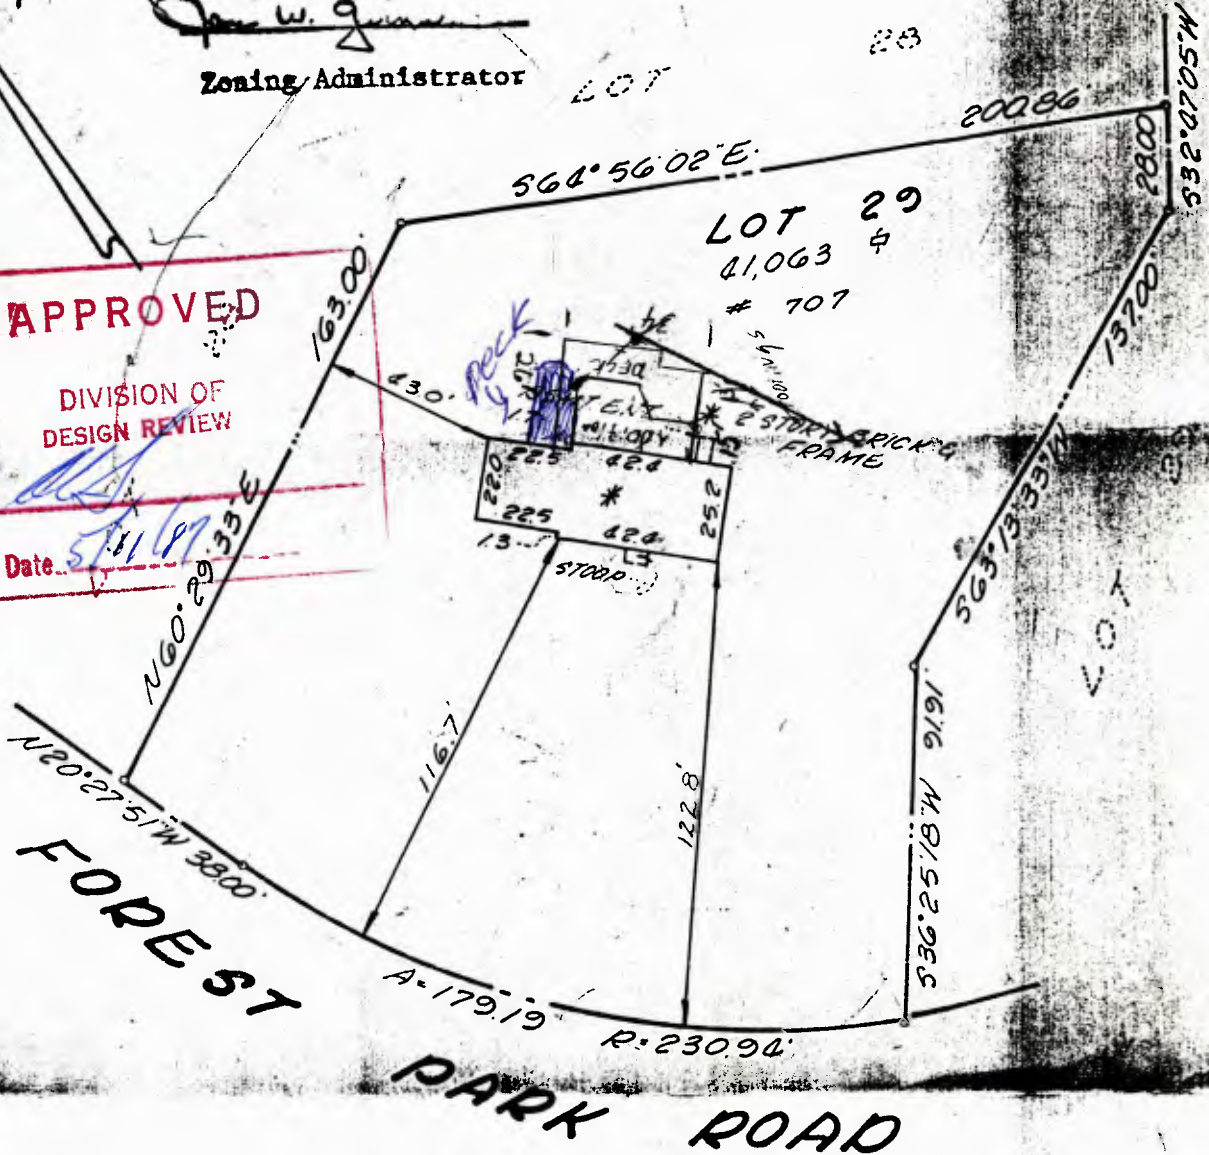 Zoning Administrator
LOT 28
S64°56'02"E
200.86
28.00
S32°07'05"W
LOT 29
41,063
# 707
163.00'
137.00'
APPROVED
DIVISION OF
DESIGN REVIEW
Date
N60°29'33"E
S63°13'33"W
Deck
DECK
43.0'
2 STORY BRICK &
FRAME
22.5
42.4
22.0
*
25.2
22.5
42.4
1.3
STOOP
116.7'
122.8'
161.91
S36°25'18"W
LOT
N20°27'51"W 38.00'
A=179.19
R=230.94'
FOREST
PARK ROAD